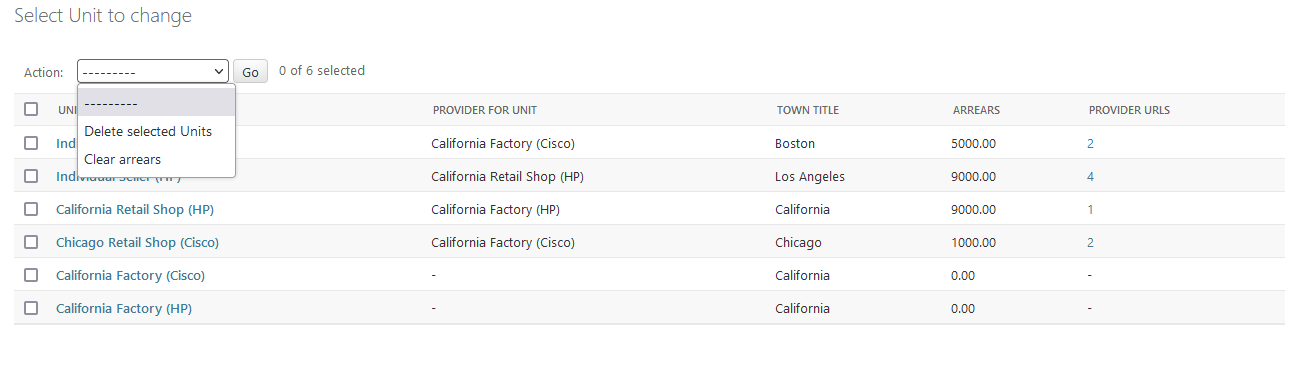 Select Unit to change
Action: --------- Go 0 of 6 selected
---------
Delete selected Units
Clear arrears
UNI PROVIDER FOR UNIT TOWN TITLE ARREARS PROVIDER URLS
Ind California Factory (Cisco) Boston 5000.00 2
Individual Seller (HP) California Retail Shop (HP) Los Angeles 9000.00 4
California Retail Shop (HP) California Factory (HP) California 9000.00 1
Chicago Retail Shop (Cisco) California Factory (Cisco) Chicago 1000.00 2
California Factory (Cisco) - California 0.00 -
California Factory (HP) - California 0.00 -